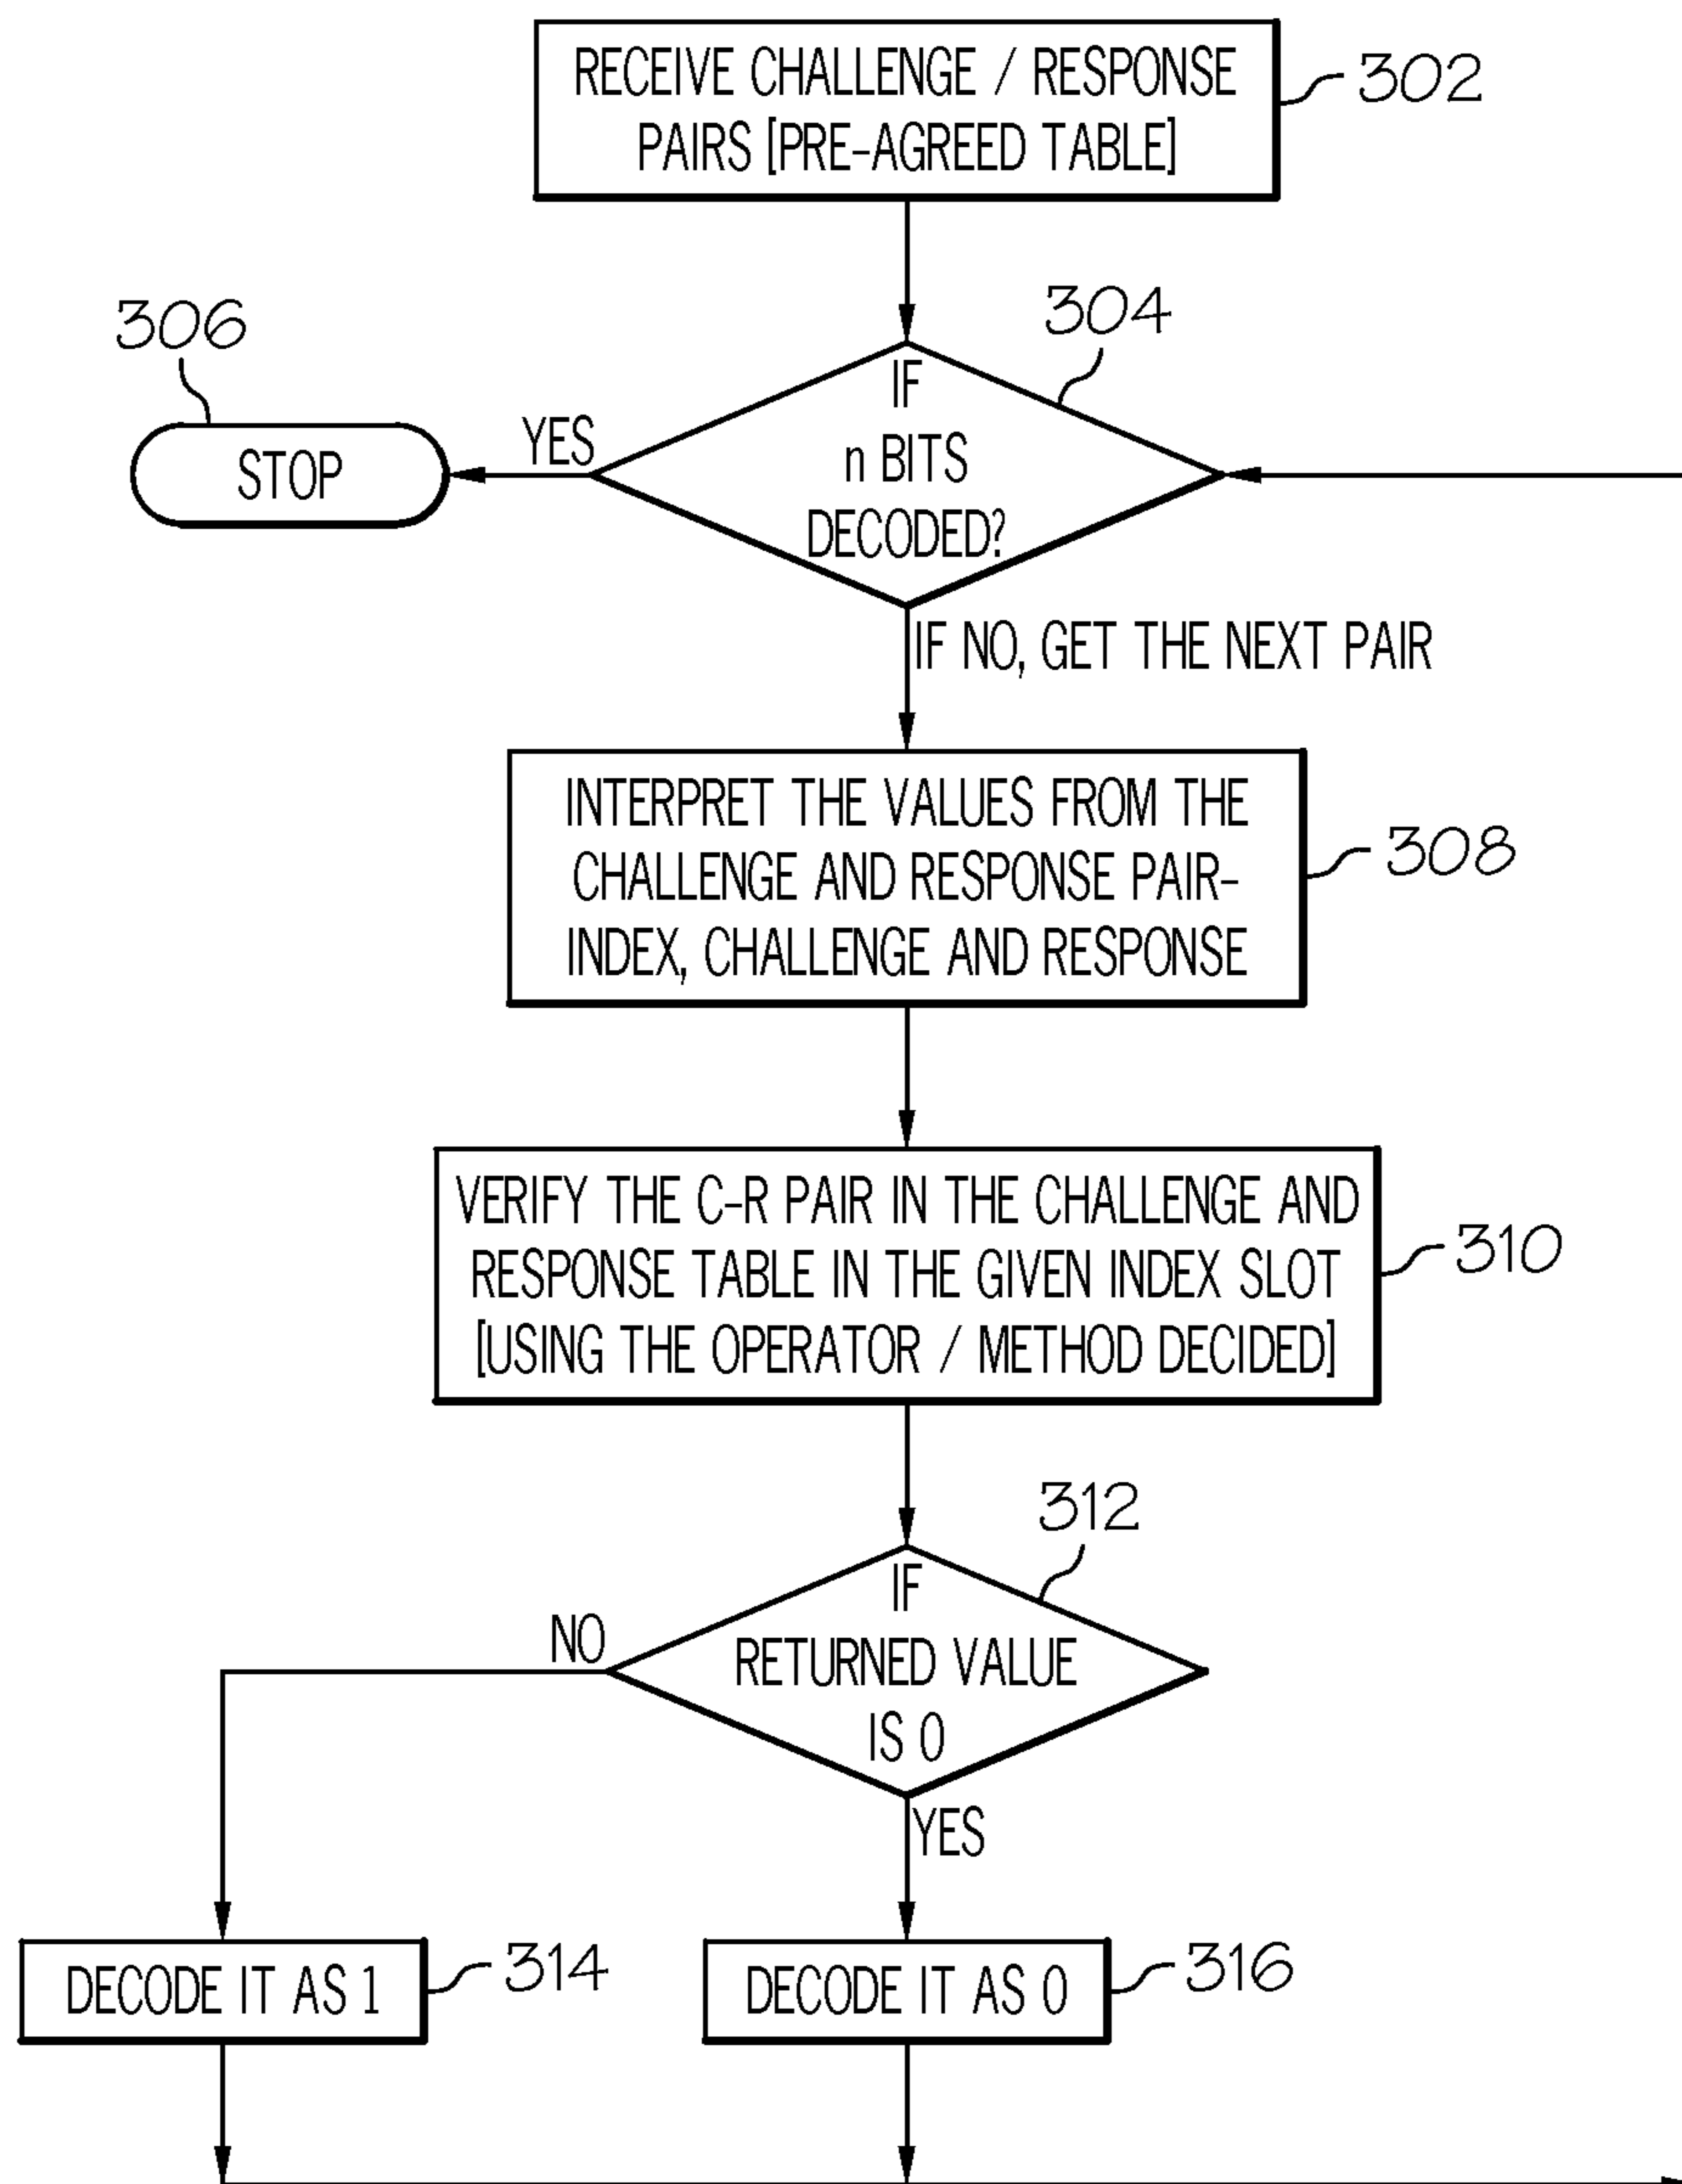 RECEIVE CHALLENGE / RESPONSE
PAIRS [PRE-AGREED TABLE]
302
306
304
IF
n BITS
DECODED?
YES
STOP
IF NO, GET THE NEXT PAIR
INTERPRET THE VALUES FROM THE
CHALLENGE AND RESPONSE PAIR-
INDEX, CHALLENGE AND RESPONSE
308
VERIFY THE C-R PAIR IN THE CHALLENGE AND
RESPONSE TABLE IN THE GIVEN INDEX SLOT
[USING THE OPERATOR / METHOD DECIDED]
310
312
IF
RETURNED VALUE
IS 0
NO
YES
DECODE IT AS 1
314
DECODE IT AS 0
316